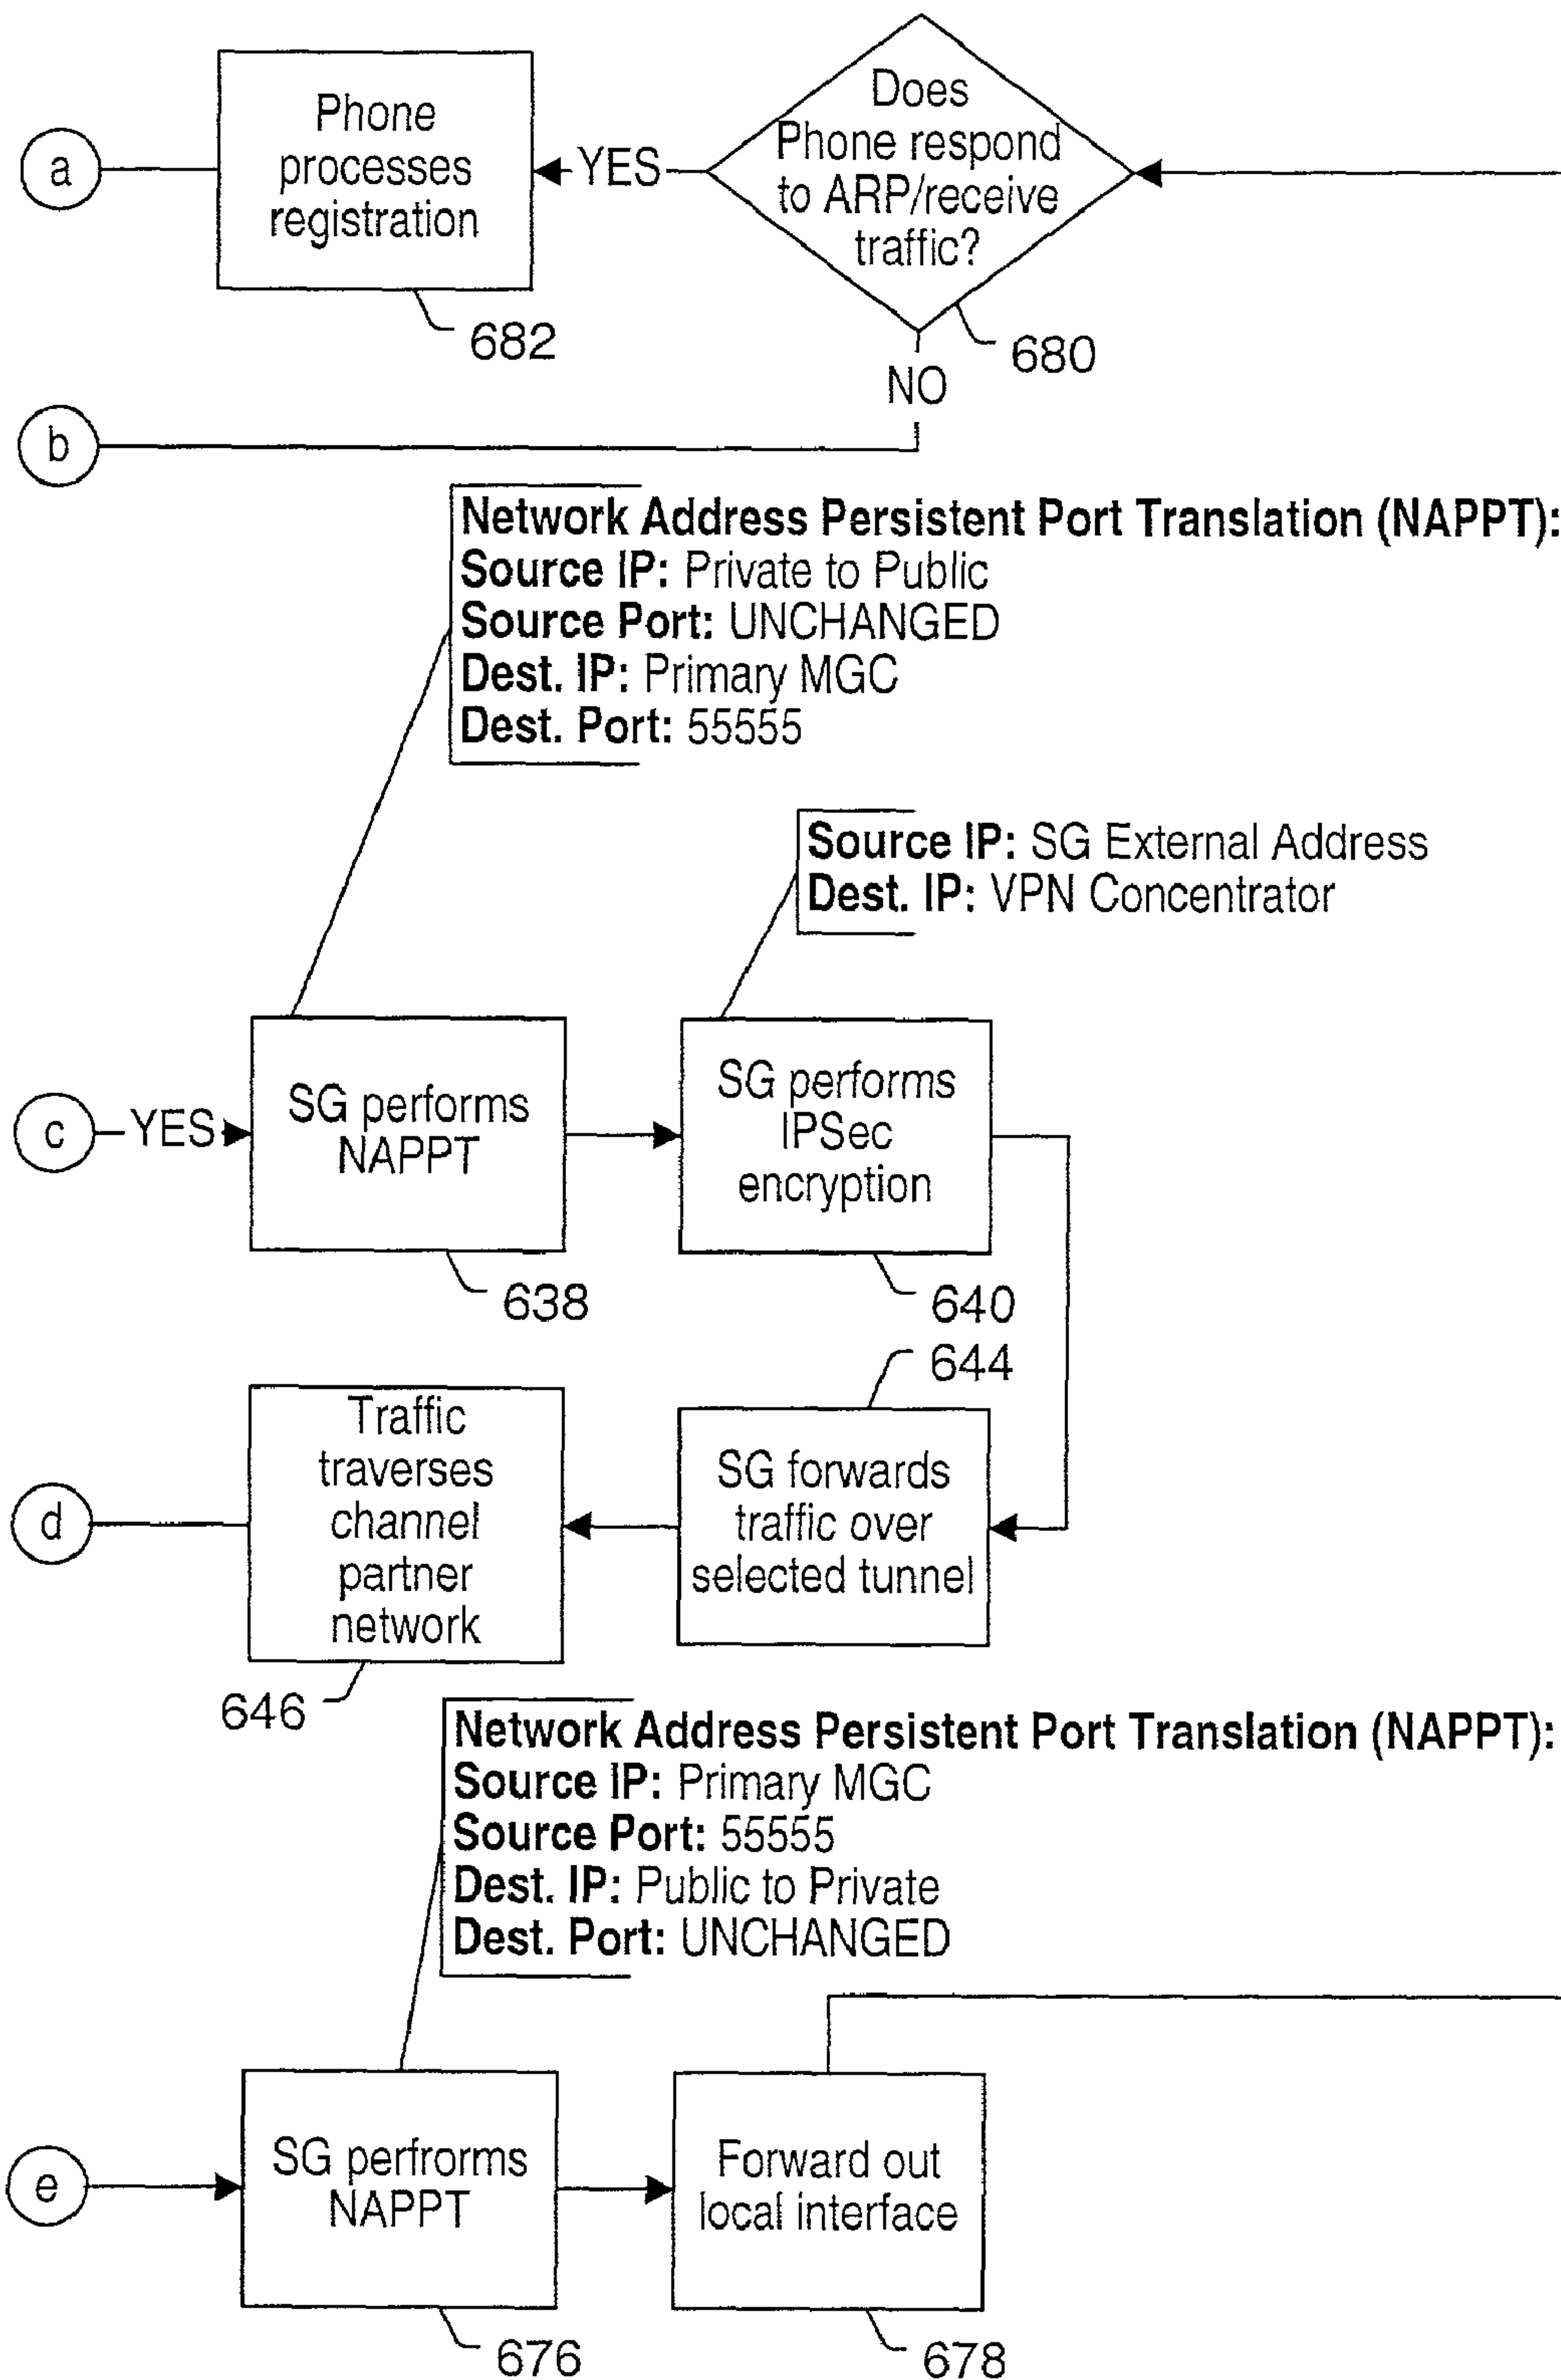 a
Phone
processes
registration
682
YES
Does
Phone respond
to ARP/receive
traffic?
680
NO
b
Network Address Persistent Port Translation (NAPPT):
Source IP: Private to Public
Source Port: UNCHANGED
Dest. IP: Primary MGC
Dest. Port: 55555
Source IP: SG External Address
Dest. IP: VPN Concentrator
c
YES
SG performs
NAPPT
638
SG performs
IPSec
encryption
640
644
d
Traffic
traverses
channel
partner
network
646
SG forwards
traffic over
selected tunnel
Network Address Persistent Port Translation (NAPPT):
Source IP: Primary MGC
Source Port: 55555
Dest. IP: Public to Private
Dest. Port: UNCHANGED
e
SG perfrorms
NAPPT
676
Forward out
local interface
678